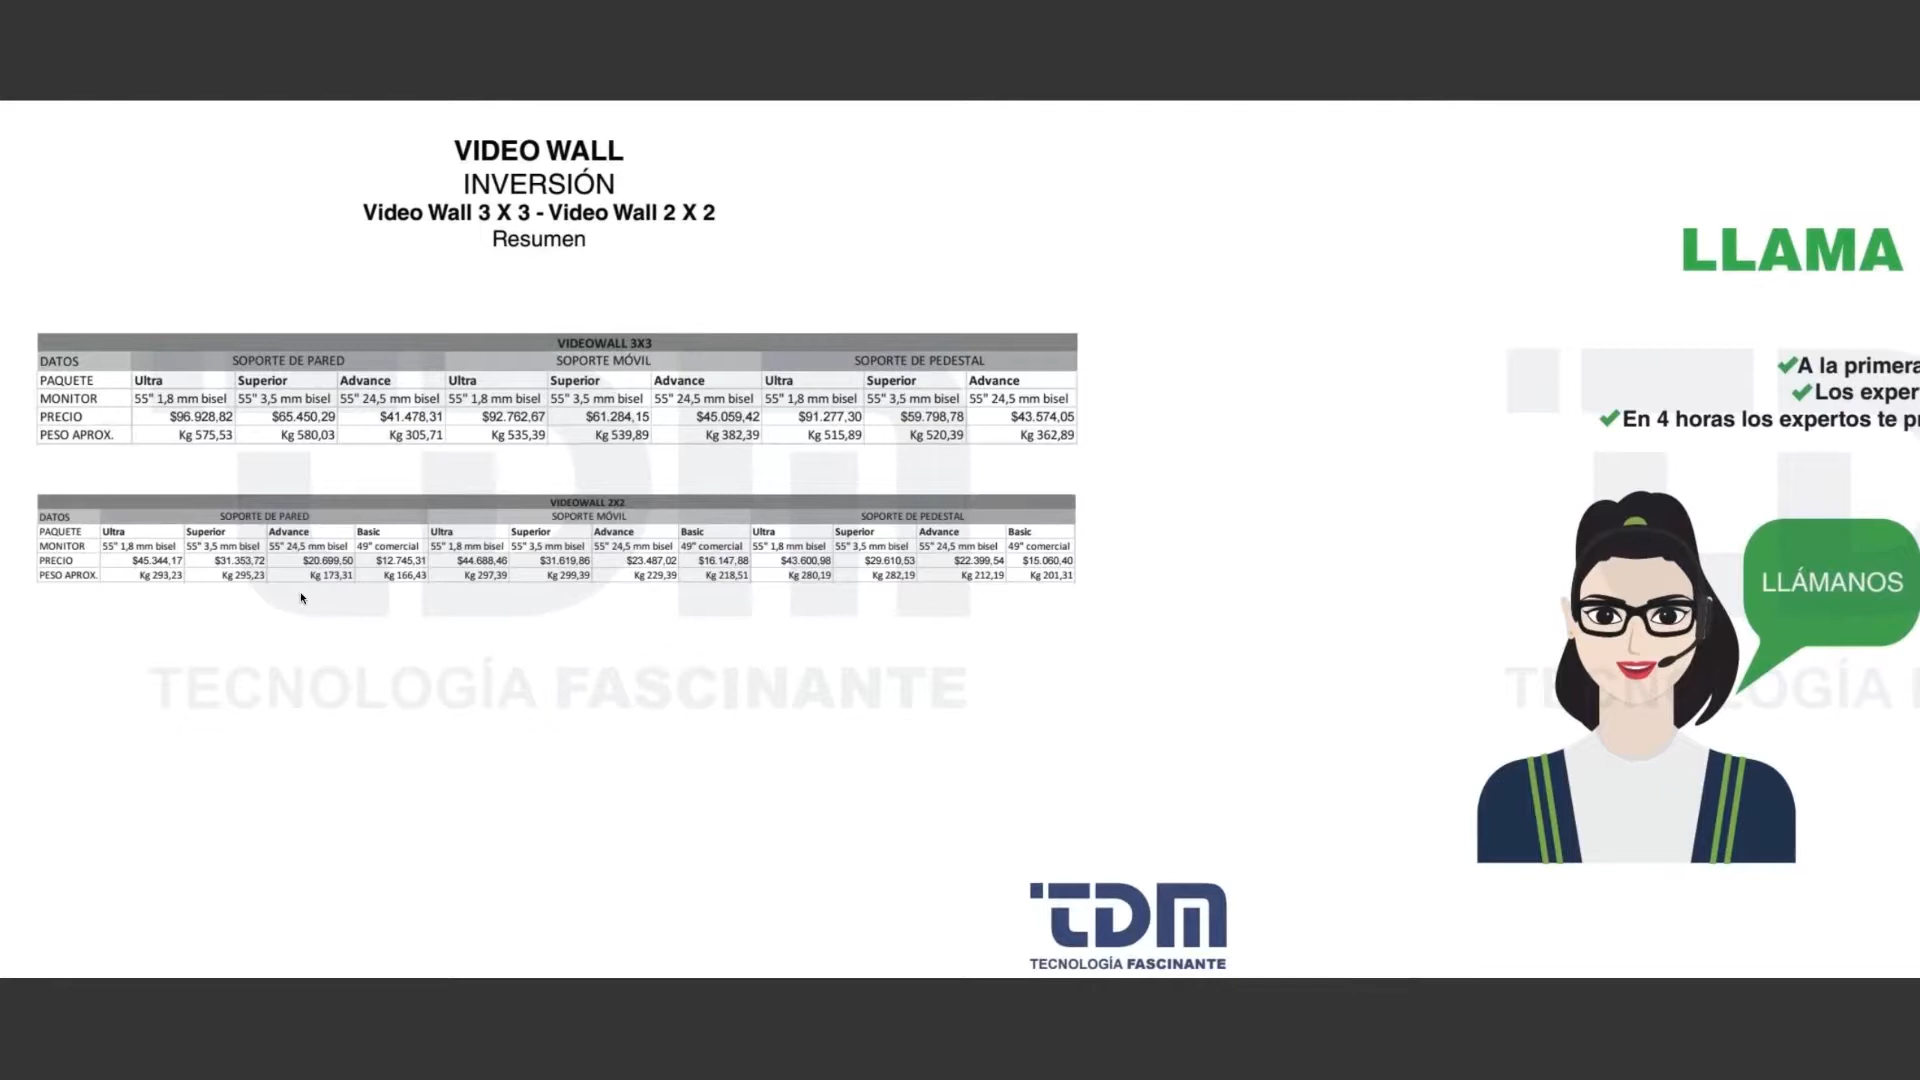 VIDEO WALL
INVERSIÓN
Video Wall 3 X 3 - Video Wall 2 X 2
Resumen
VIDEOWALL 3X3
DATOS SOPORTE DE PARED SOPORTE MÓVIL SOPORTE DE PEDESTAL
PAQUETE Ultra Superior Advance Ultra Superior Advance Ultra Superior Advance
MONITOR 55" 1,8 mm bisel 55" 3,5 mm bisel 55" 24,5 mm bisel 55" 1,8 mm bisel 55" 3,5 mm bisel 55" 24,5 mm bisel 55" 1,8 mm bisel 55" 3,5 mm bisel 55" 24,5 mm bisel
PRECIO $96.928,82 $65.450,29 $41.478,31 $92.762,67 $61.284,15 $45.059,42 $91.277,30 $59.798,78 $43.574,05
PESO APROX. Kg 575,53 Kg 580,03 Kg 305,71 Kg 535,39 Kg 539,89 Kg 382,39 Kg 515,89 Kg 520,39 Kg 362,89
VIDEOWALL 2X2
DATOS SOPORTE DE PARED SOPORTE MÓVIL SOPORTE DE PEDESTAL
PAQUETE Ultra Superior Advance Basic Ultra Superior Advance Basic Ultra Superior Advance Basic
MONITOR 55" 1,8 mm bisel 55" 3,5 mm bisel 55" 24,5 mm bisel 49" comercial 55" 1,8 mm bisel 55" 3,5 mm bisel 55" 24,5 mm bisel 49" comercial 55" 1,8 mm bisel 55" 3,5 mm bisel 55" 24,5 mm bisel 49" comercial
PRECIO $45.344,17 $31.353,72 $20.699,50 $12.745,31 $44.688,46 $31.619,86 $23.487,02 $16.147,88 $43.600,98 $29.610,53 $22.399,54 $15.060,40
PESO APROX. Kg 293,23 Kg 295,23 Kg 173,31 Kg 166,43 Kg 297,39 Kg 299,39 Kg 229,39 Kg 218,51 Kg 280,19 Kg 282,19 Kg 212,19 Kg 201,31
TECNOLOGÍA FASCINANTE
LLAMA
A la primera
Los exper
En 4 horas los expertos te pr
LLÁMANOS
TDM
TECNOLOGÍA FASCINANTE